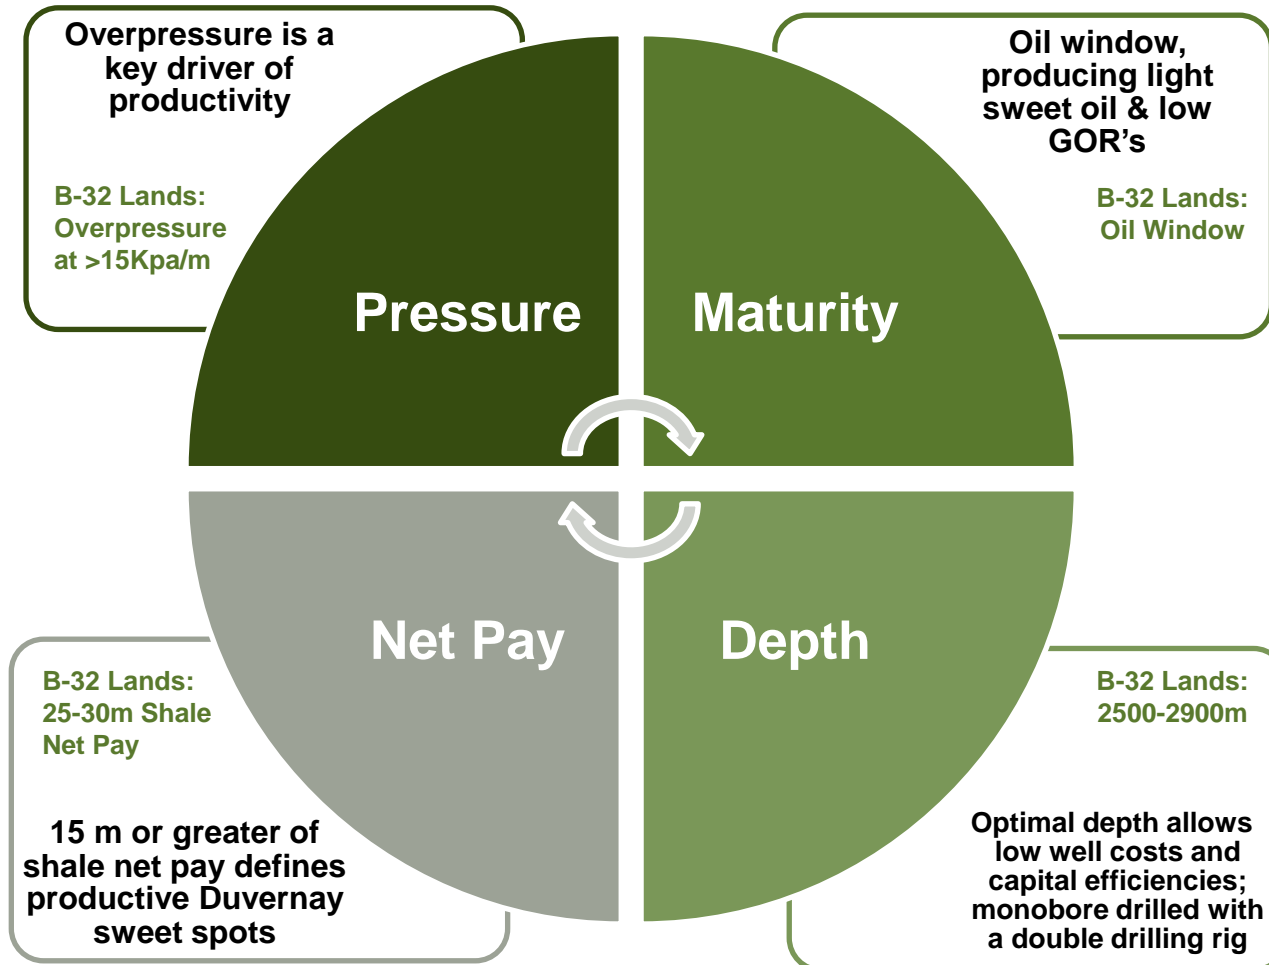 Overpressure is a
key driver of
productivity
B-32 Lands:
Overpressure
at >15Kpa/m
Pressure
Oil window,
producing light
sweet oil & low
GOR's
B-32 Lands:
Oil Window
Maturity
Net Pay
B-32 Lands:
25-30m Shale
Net Pay
15 m or greater of
shale net pay defines
productive Duvernay
sweet spots
Depth
B-32 Lands:
2500-2900m
Optimal depth allows
low well costs and
capital efficiencies;
monobore drilled with
a double drilling rig